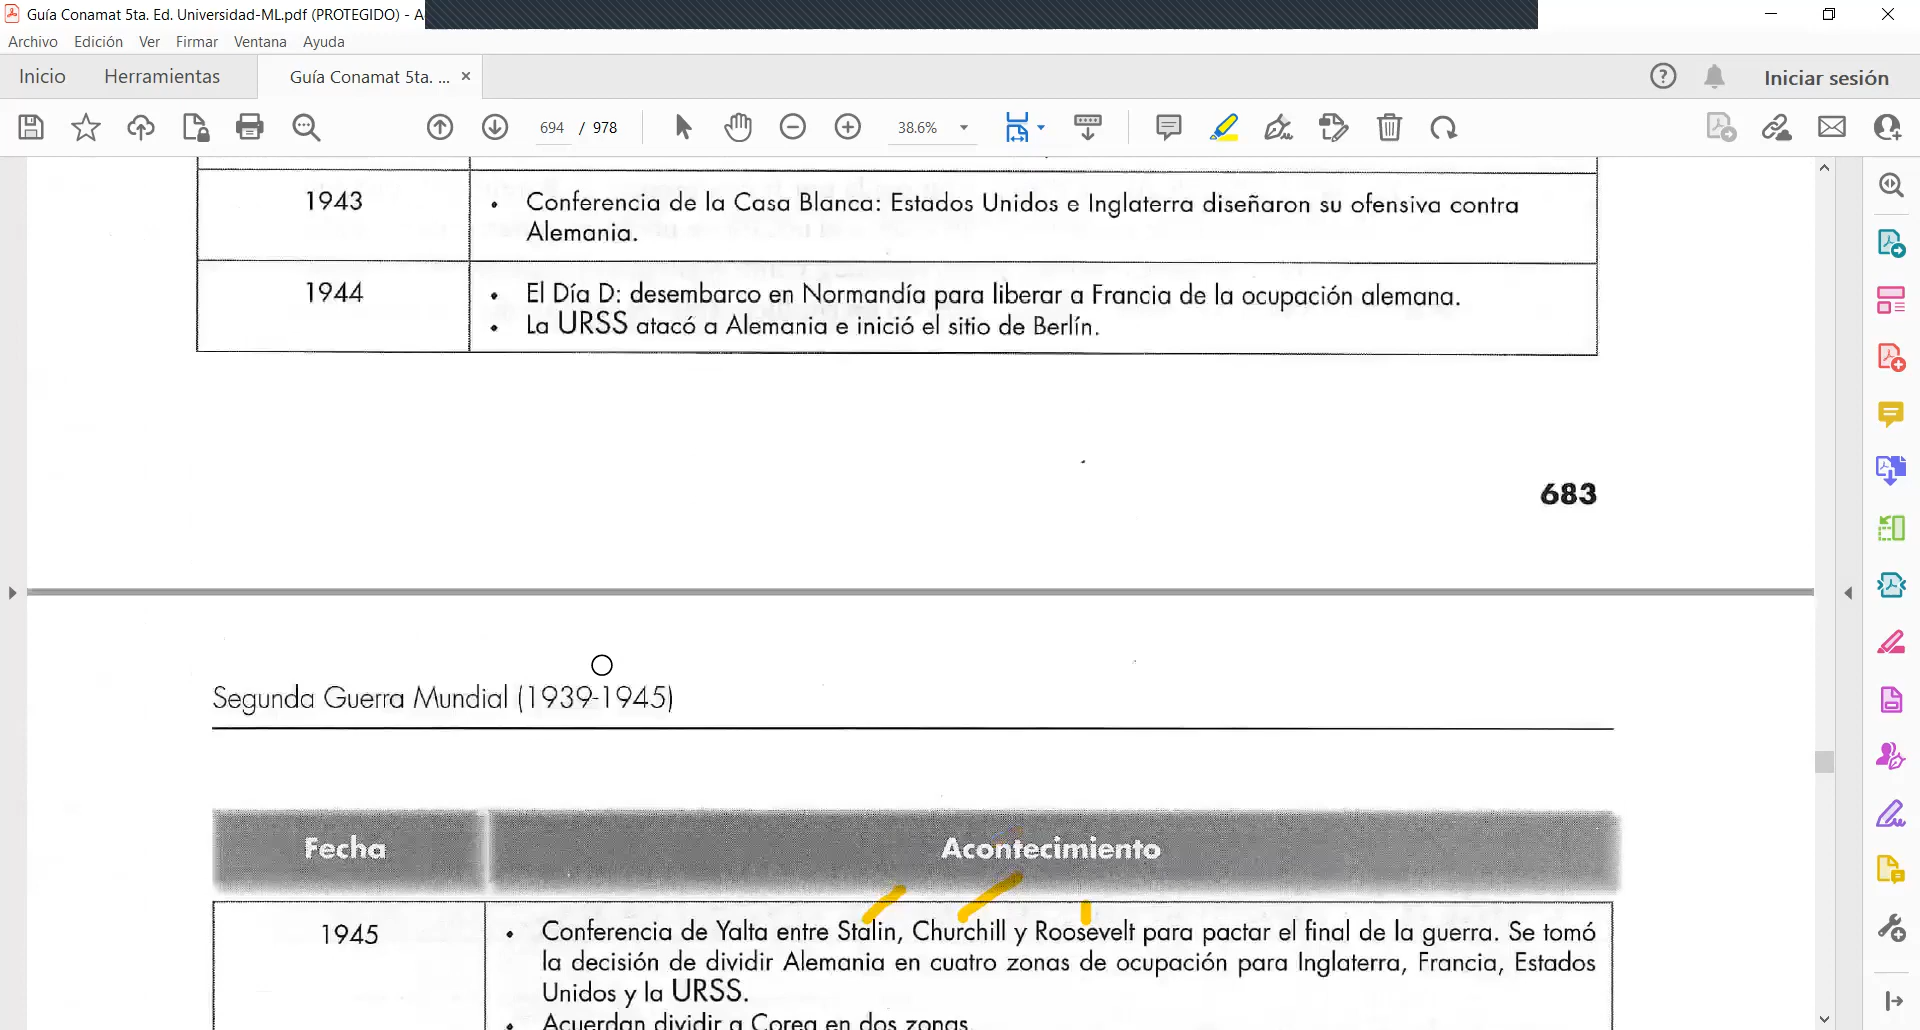 Guía Conamat 5ta. Ed. Universidad-ML.pdf (PROTEGIDO) - A
Archivo Edición Ver Firmar Ventana Ayuda
Inicio Herramientas Guía Conamat 5ta. ... × Iniciar sesión
694 / 978 38.6%
1943 • Conferencia de la Casa Blanca: Estados Unidos e Inglaterra diseñaron su ofensiva contra
Alemania.
1944 • El Día D: desembarco en Normandía para liberar a Francia de la ocupación alemana.
• La URSS atacó a Alemania e inició el sitio de Berlín.
683
Segunda Guerra Mundial (1939-1945)
Fecha Acontecimiento
1945 • Conferencia de Yalta entre Stalin, Churchill y Roosevelt para pactar el final de la guerra. Se tomó
la decisión de dividir Alemania en cuatro zonas de ocupación para Inglaterra, Francia, Estados
Unidos y la URSS.
• Acuerdan dividir a Corea en dos zonas.